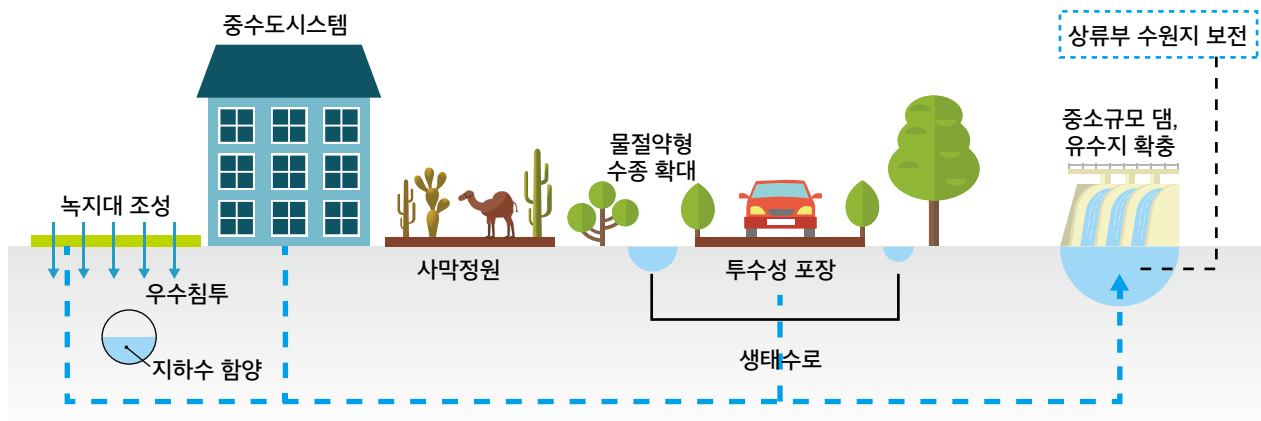 중수도시스템
상류부 수원지 보전
중소규모 댐,
유수지 확충
물절약형
수종 확대
녹지대 조성
사막정원
투수성 포장
우수침투
지하수 함양
생태수로